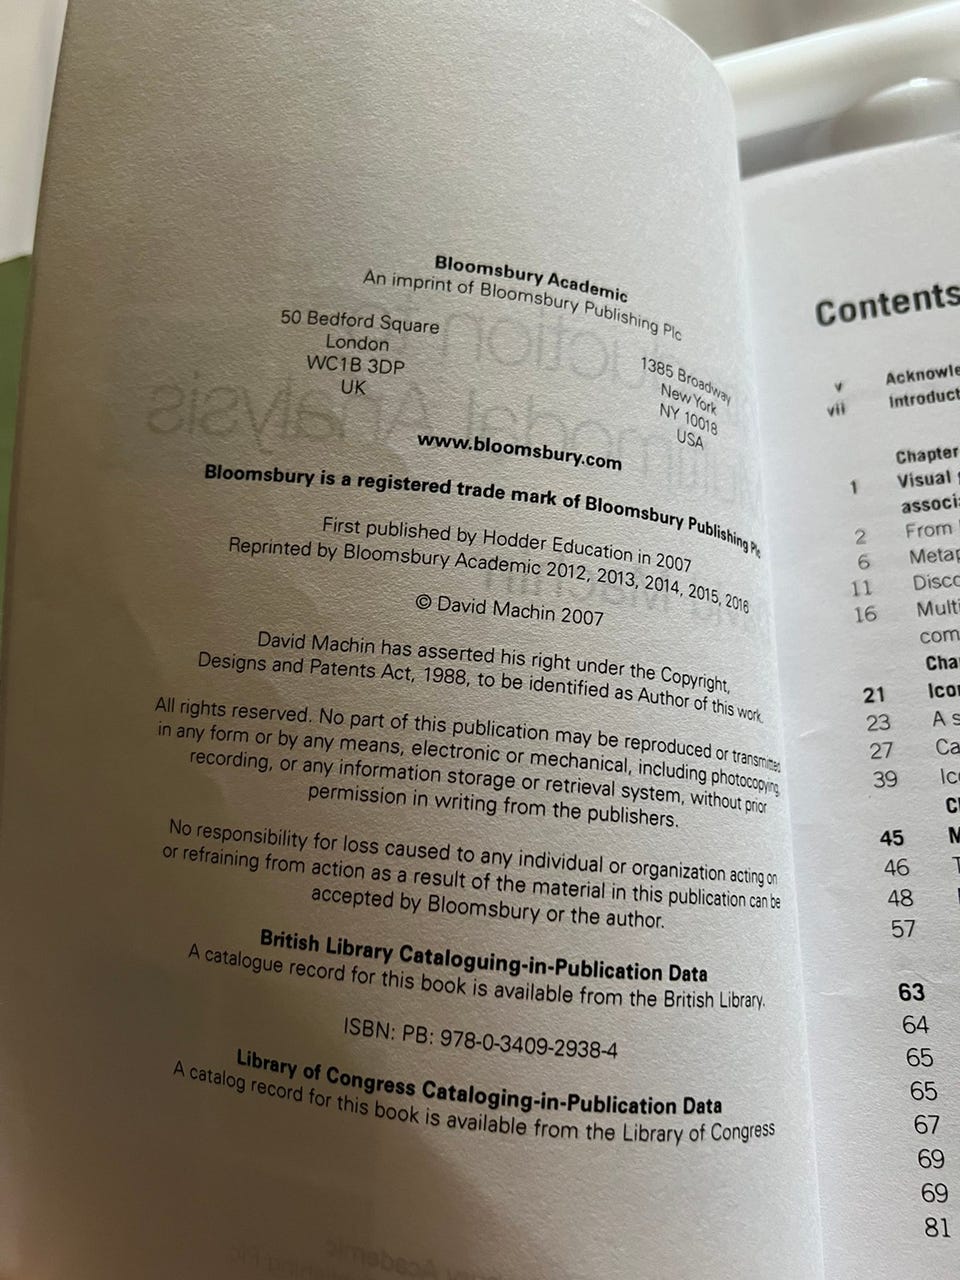 Bloomsbury Academic
An imprint of Bloomsbury Publishing Plc
50 Bedford Square
London
WC1B 3DP
UK
1385 Broadway
New York
NY 10018
USA
www.bloomsbury.com
Bloomsbury is a registered trade mark of Bloomsbury Publishing Plc
First published by Hodder Education in 2007
Reprinted by Bloomsbury Academic 2012, 2013, 2014, 2015, 2016
© David Machin 2007
David Machin has asserted his right under the Copyright,
Designs and Patents Act, 1988, to be identified as Author of this work.
All rights reserved. No part of this publication may be reproduced or transmitted
in any form or by any means, electronic or mechanical, including photocopying,
recording, or any information storage or retrieval system, without prior
permission in writing from the publishers.
No responsibility for loss caused to any individual or organization acting on
or refraining from action as a result of the material in this publication can be
accepted by Bloomsbury or the author.
British Library Cataloguing-in-Publication Data
A catalogue record for this book is available from the British Library.
ISBN: PB: 978-0-3409-2938-4
Library of Congress Cataloging-in-Publication Data
A catalog record for this book is available from the Library of Congress
Contents
v Acknowle
vii Introduct
Chapter
1 Visual
associ
2 From
6 Metap
11 Disco
16 Multi
com
Cha
21 Ico
23 A s
27 Ca
39 Ic
C
45 M
46 T
48
57
63
64
65
65
67
69
69
81